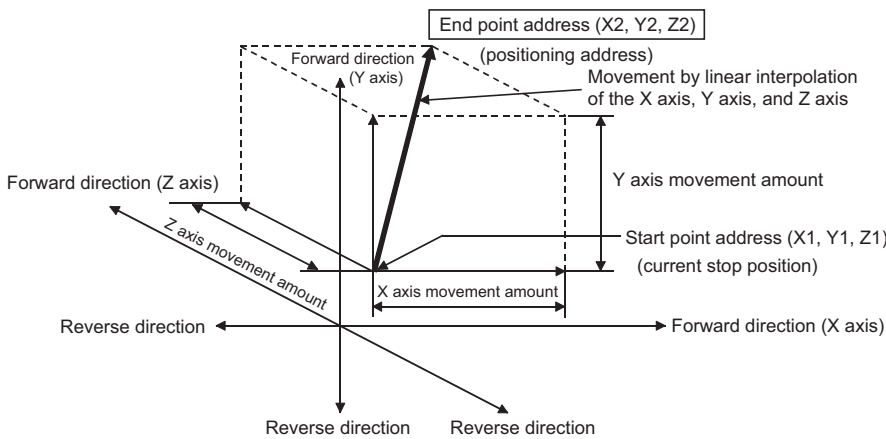 End point address (X2, Y2, Z2)
(positioning address)
Forward direction
(Y axis)
Movement by linear interpolation
of the X axis, Y axis, and Z axis
Forward direction (Z axis)
Y axis movement amount
Z axis movement amount
Start point address (X1, Y1, Z1)
(current stop position)
X axis movement amount
Reverse direction
Forward direction (X axis)
Reverse direction
Reverse direction